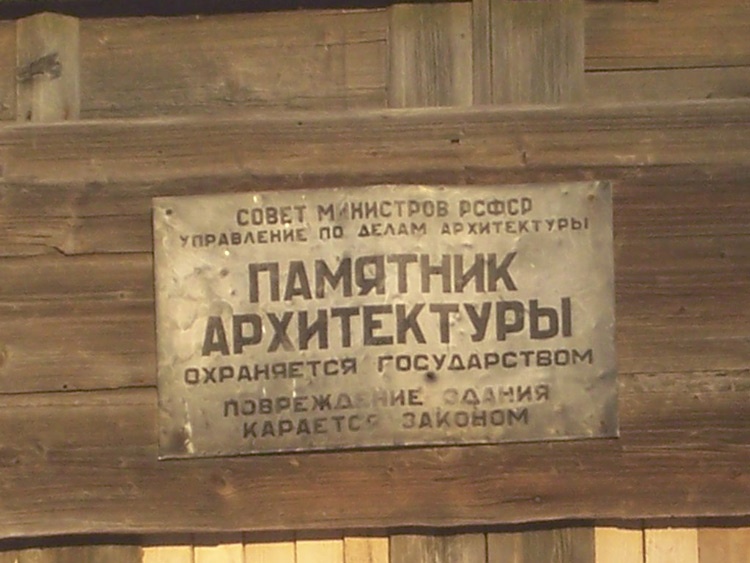 СОВЕТ МИНИСТРОВ РСФСР
УПРАВЛЕНИЕ ПО ДЕЛАМ АРХИТЕКТУРЫ
ПАМЯТНИК
АРХИТЕКТУРЫ
ОХРАНЯЕТСЯ ГОСУДАРСТВОМ
ПОВРЕЖДЕНИЕ ЗДАНИЯ
КАРАЕТСЯ ЗАКОНОМ